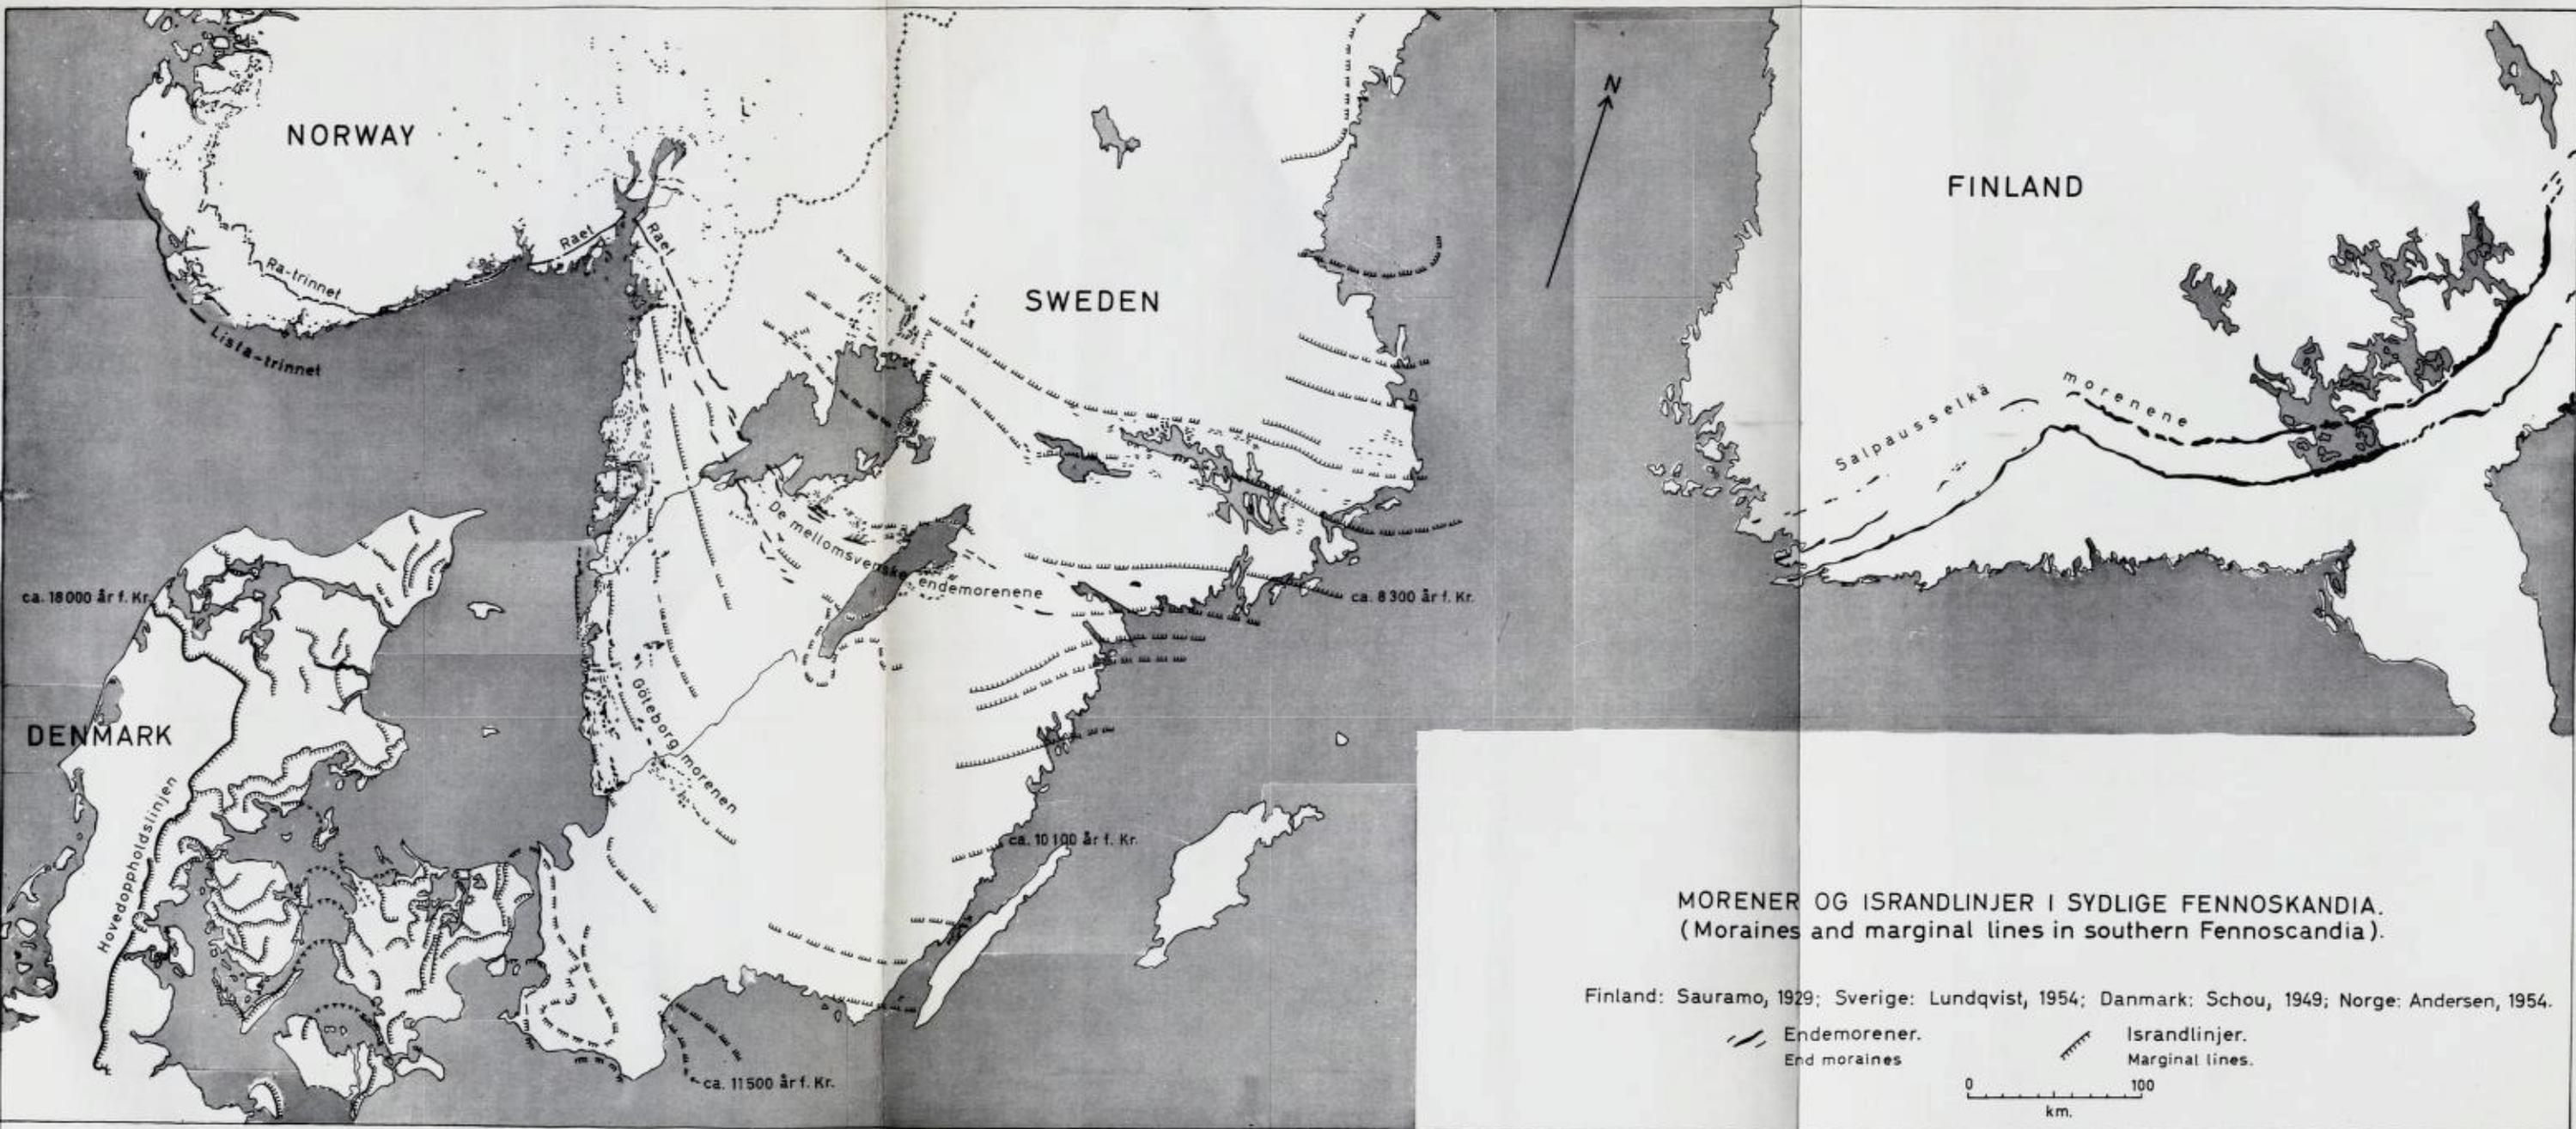 NORWAY
N
FINLAND
Raet
Raet
Ra-trinnet
SWEDEN
Lista-trinnet
Salpausselkä
morenene
De mellomsvenske endemorenene
ca. 18000 år f. Kr.
ca. 8300 år f. Kr.
DENMARK
Göteborg morenen
Hovedoppholdslinjen
ca. 10100 år f. Kr.
ca. 11500 år f. Kr.
MORENER OG ISRANDLINJER I SYDLIGE FENNOSKANDIA.
(Moraines and marginal lines in southern Fennoscandia).
Finland: Sauramo, 1929; Sverige: Lundqvist, 1954; Danmark: Schou, 1949; Norge: Andersen, 1954.
Endemorener.
End moraines
Israndlinjer.
Marginal lines.
0 100
km.